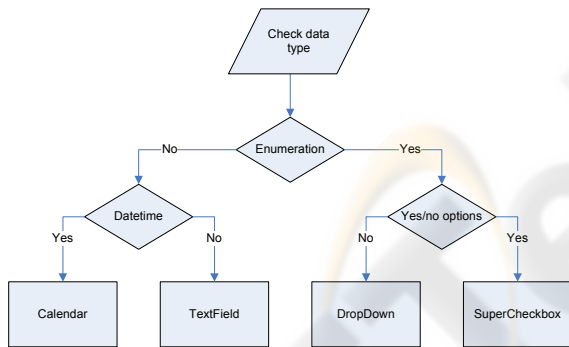 Check data
type
Enumeration
No
Yes
Datetime
Yes/no options
Yes
No
No
Yes
Calendar
TextField
DropDown
SuperCheckbox